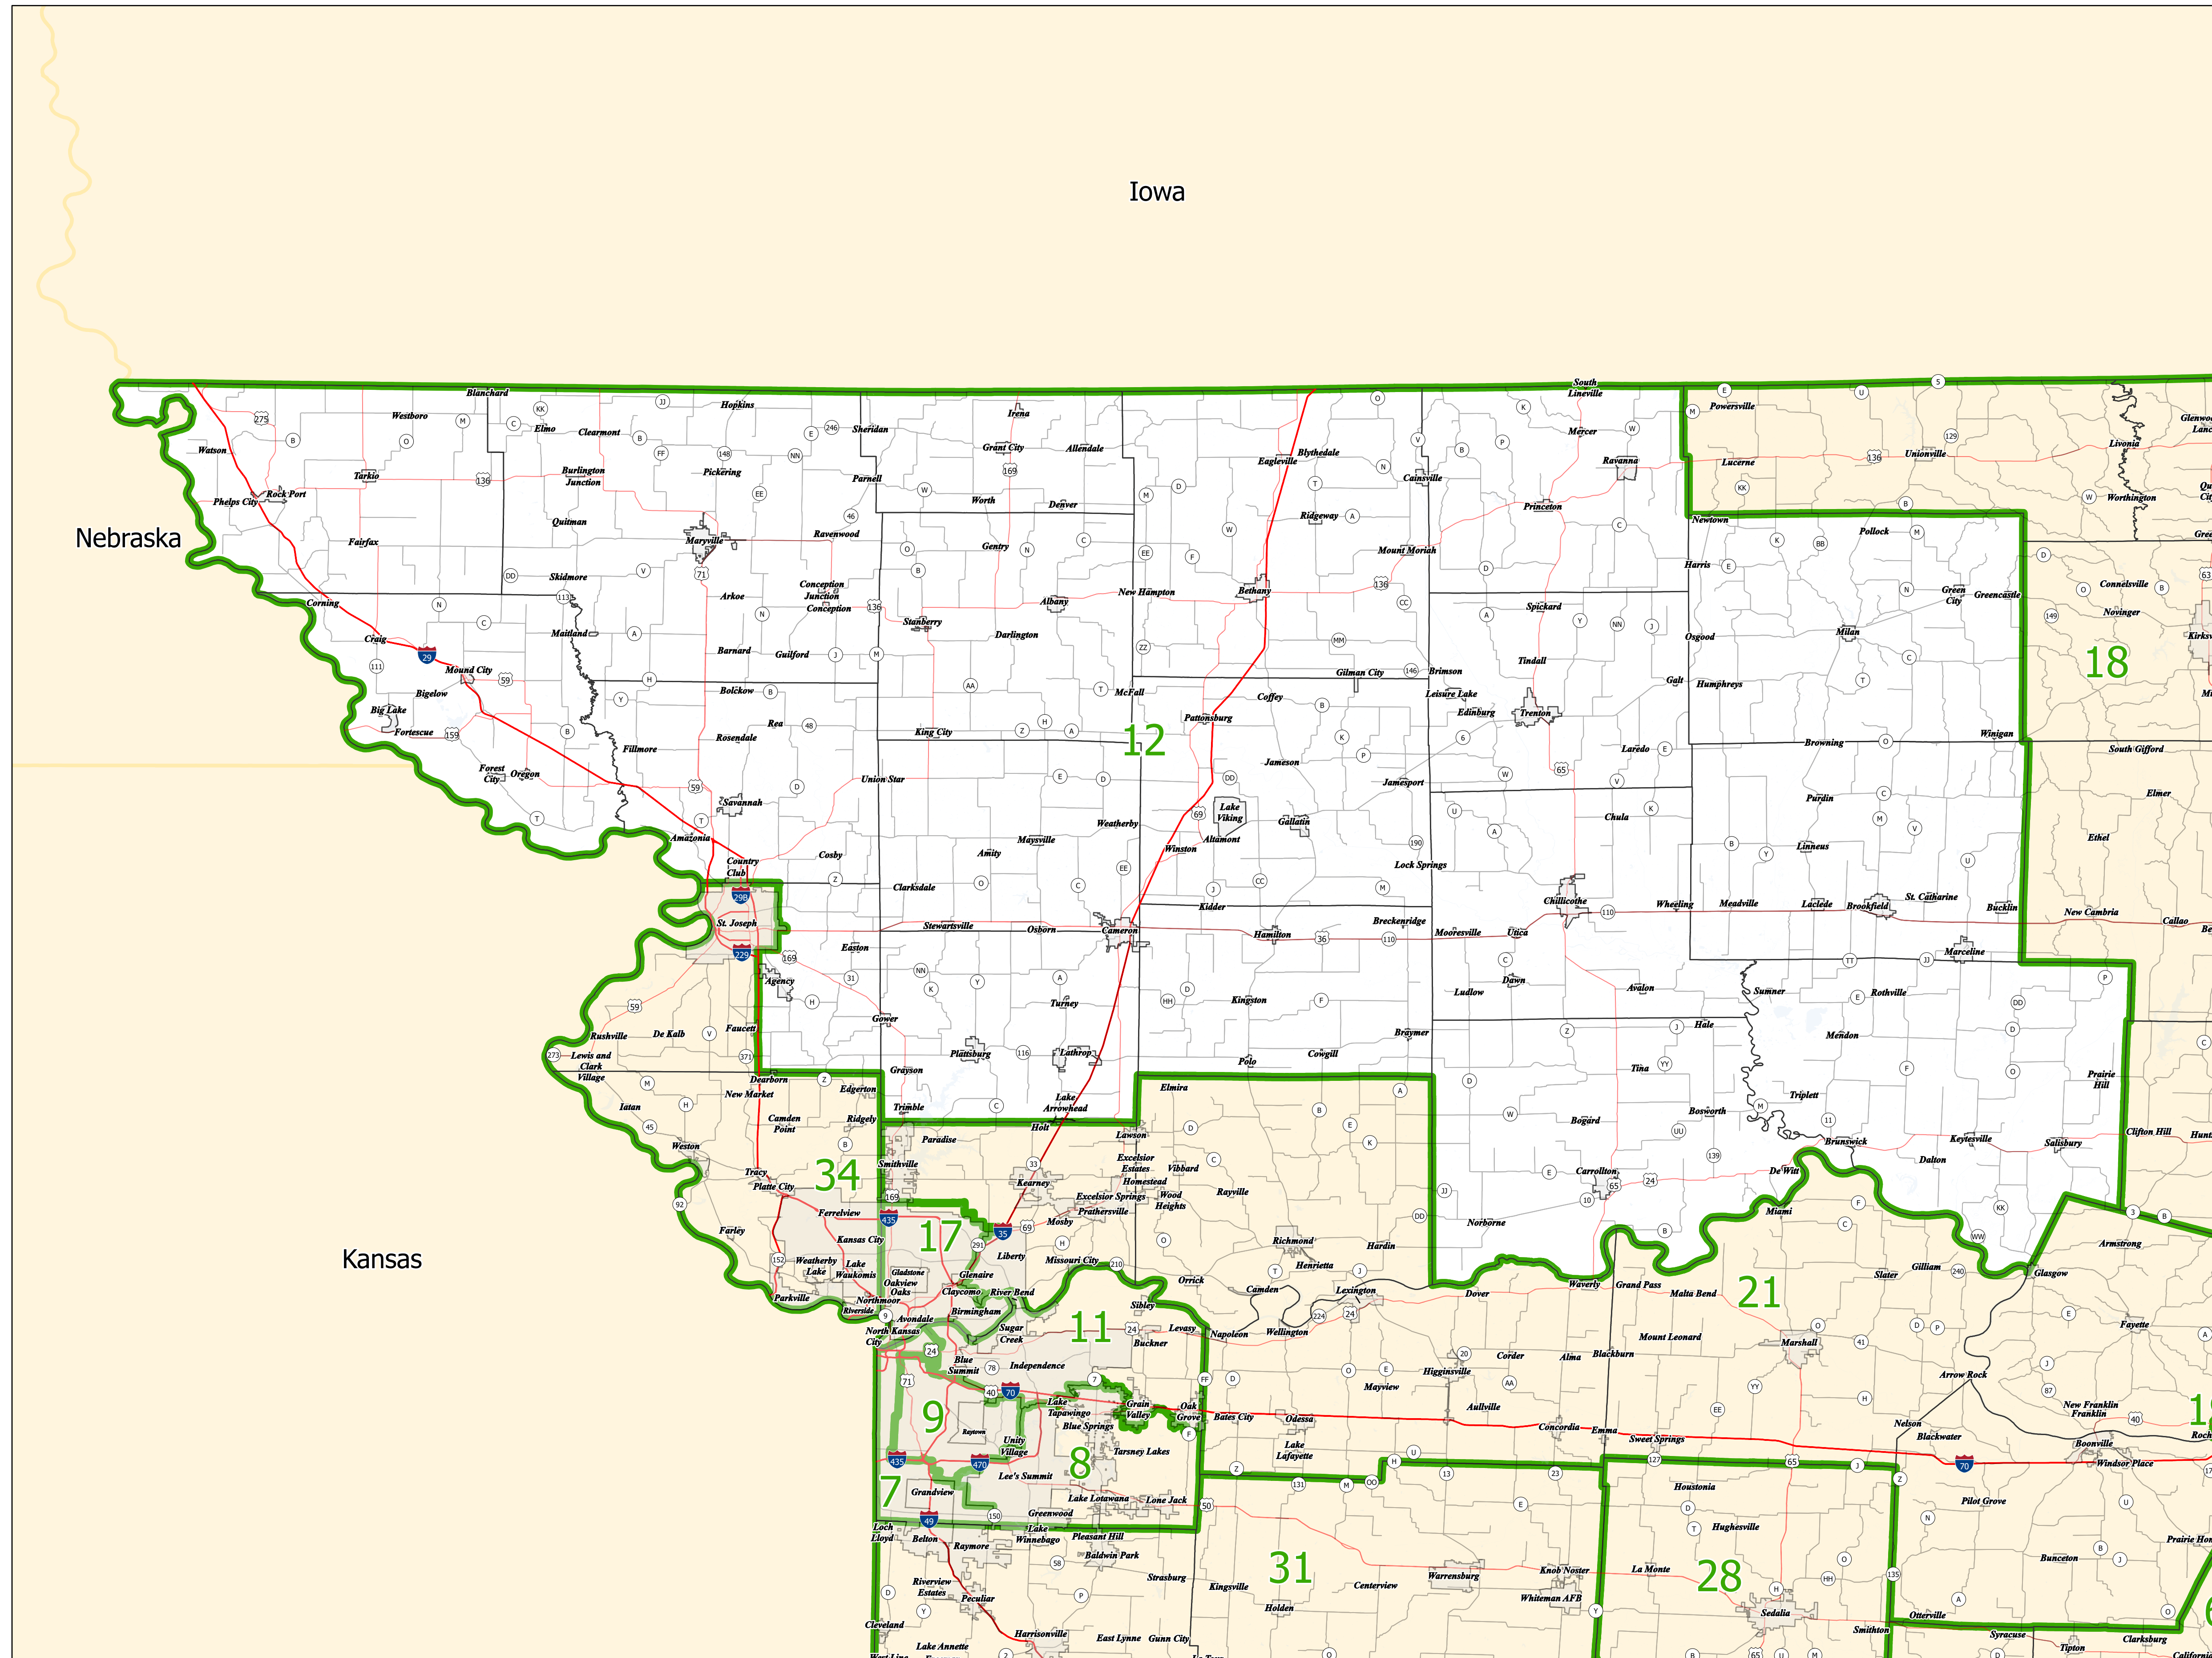 Iowa
Nebraska
Kansas
Blanchard
Hopkins
Sheridan
Irena
South
Lineville
Powersville
Glenwood
Westboro
Elmo
Clearmont
Grant City
Allendale
Blythedale
Eagleville
Mercer
Ravanna
Lucerne
Unionville
Livonia
Watson
Tarkio
Burlington
Junction
Pickering
Parnell
Worth
Denver
Cainsville
Princeton
Worthington
Phelps City
Rock Port
Quitman
Ravenwood
Ridgeway
Newtown
Pollock
Fairfax
Maryville
Gentry
Mount Moriah
Harris
Skidmore
Conception
Junction
Conception
Arkoe
Albany
New Hampton
Bethany
Spickard
Green
City
Greencastle
Connelsville
Novinger
Corning
Craig
Maitland
Stanberry
Darlington
Osgood
Milan
Barnard
Guilford
Tindall
Mound City
Bigelow
Big Lake
Fortescue
Bolckow
Rea
Rosendale
Fillmore
King City
McFall
Pattonsburg
Coffey
Gilman City
Brimson
Leisure Lake
Edinburg
Trenton
Galt
Humphreys
Laredo
Browning
Winigan
South Gifford
Forest
City
Oregon
Savannah
Union Star
Jameson
Jamesport
Lake
Viking
Gallatin
Altamont
Winston
Weatherby
Maysville
Amity
Chula
Purdin
Linneus
Elmer
Ethel
Amazonia
Country
Club
Cosby
Clarksdale
Lock Springs
Kidder
St. Joseph
Stewartsville
Osborn
Cameron
Hamilton
Breckenridge
Mooresville
Utica
Chillicothe
Wheeling
Meadville
Laclede
Brookfield
St. Catharine
Bucklin
New Cambria
Callao
Easton
Agency
Turney
Kingston
Ludlow
Dawn
Avalon
Sumner
Rothville
Marceline
Gower
Plattsburg
Lathrop
Polo
Cowgill
Braymer
Hale
Mendon
Rushville
De Kalb
Faucett
Lewis and
Clark
Village
Dearborn
New Market
Edgerton
Grayson
Trimble
Lake
Arrowhead
Elmira
Tina
Prairie
Hill
Iatan
Camden
Point
Ridgely
Holt
Lawson
Bogard
Bosworth
Triplett
Weston
Paradise
Smithville
Kearney
Excelsior
Estates
Homestead
Vibbard
Rayville
Brunswick
Keytesville
Salisbury
Clifton Hill
Dalton
Tracy
Platte City
Ferrelview
Excelsior Springs
Prathersville
Mosby
Wood
Heights
Carrollton
De Witt
Norborne
Miami
Farley
Kansas City
Weatherby
Lake
Lake
Waukomis
Gladstone
Oakview
Oaks
Glenaire
Claycomo
Liberty
Missouri City
Richmond
Henrietta
Hardin
Armstrong
Glasgow
Gilliam
Slater
Parkville
Northmoor
Riverside
Avondale
North Kansas
City
Birmingham
River Bend
Sugar
Creek
Sibley
Orrick
Camden
Lexington
Dover
Waverly
Grand Pass
Malta Bend
Levasy
Buckner
Napoleon
Wellington
Blue
Summit
Independence
Higginsville
Corder
Alma
Blackburn
Mount Leonard
Marshall
Fayette
Mayview
Aullville
Arrow Rock
New Franklin
Franklin
Raytown
Lake
Tapawingo
Blue Springs
Grain
Valley
Oak
Grove
Bates City
Odessa
Lake
Lafayette
Concordia
Emma
Sweet Springs
Nelson
Blackwater
Boonville
Windsor Place
Unity
Village
Tarsney Lakes
Lee's Summit
Grandview
Greenwood
Lake Lotawana
Lone Jack
Houstonia
Hughesville
Pilot Grove
Loch
Lloyd
Belton
Raymore
Lake
Winnebago
Pleasant Hill
Baldwin Park
Strasburg
Kingsville
Centerview
Holden
Warrensburg
Knob Noster
Whiteman AFB
La Monte
Sedalia
Bunceton
Otterville
Smithton
Syracuse
Tipton
Clarksburg
Riverview
Estates
Peculiar
Cleveland
Lake Annette
Harrisonville
East Lynne
Gunn City
12
18
34
17
11
9
7
8
21
31
28
29
229
35
435
70
470
49